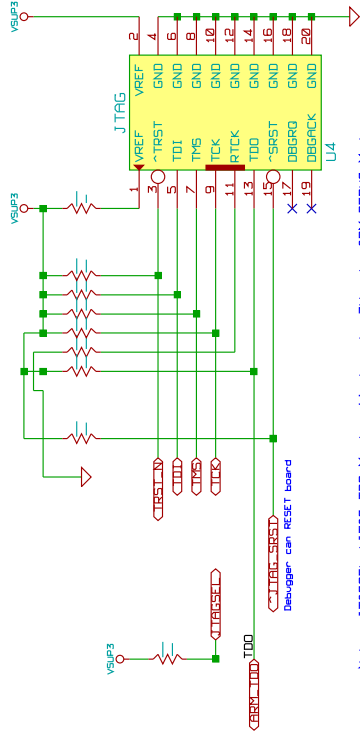 VSUP3
2
4
6
8
10
12
14
16
18
20
JTAG
VREF
GND
GND
GND
GND
GND
GND
GND
GND
GND
VREF
^TRST
TDI
TMS
TCK
RTCK
TDO
^SRST
DBGRQ
DBGACK
U4
1
3
5
7
9
11
13
15
17
19
VSUP3
TRST_N
TDI
TMS
TCK
^JTAG_SRST
Debugger can RESET board
JTAGSEL
VSUP3
TDO
ARM_TDO